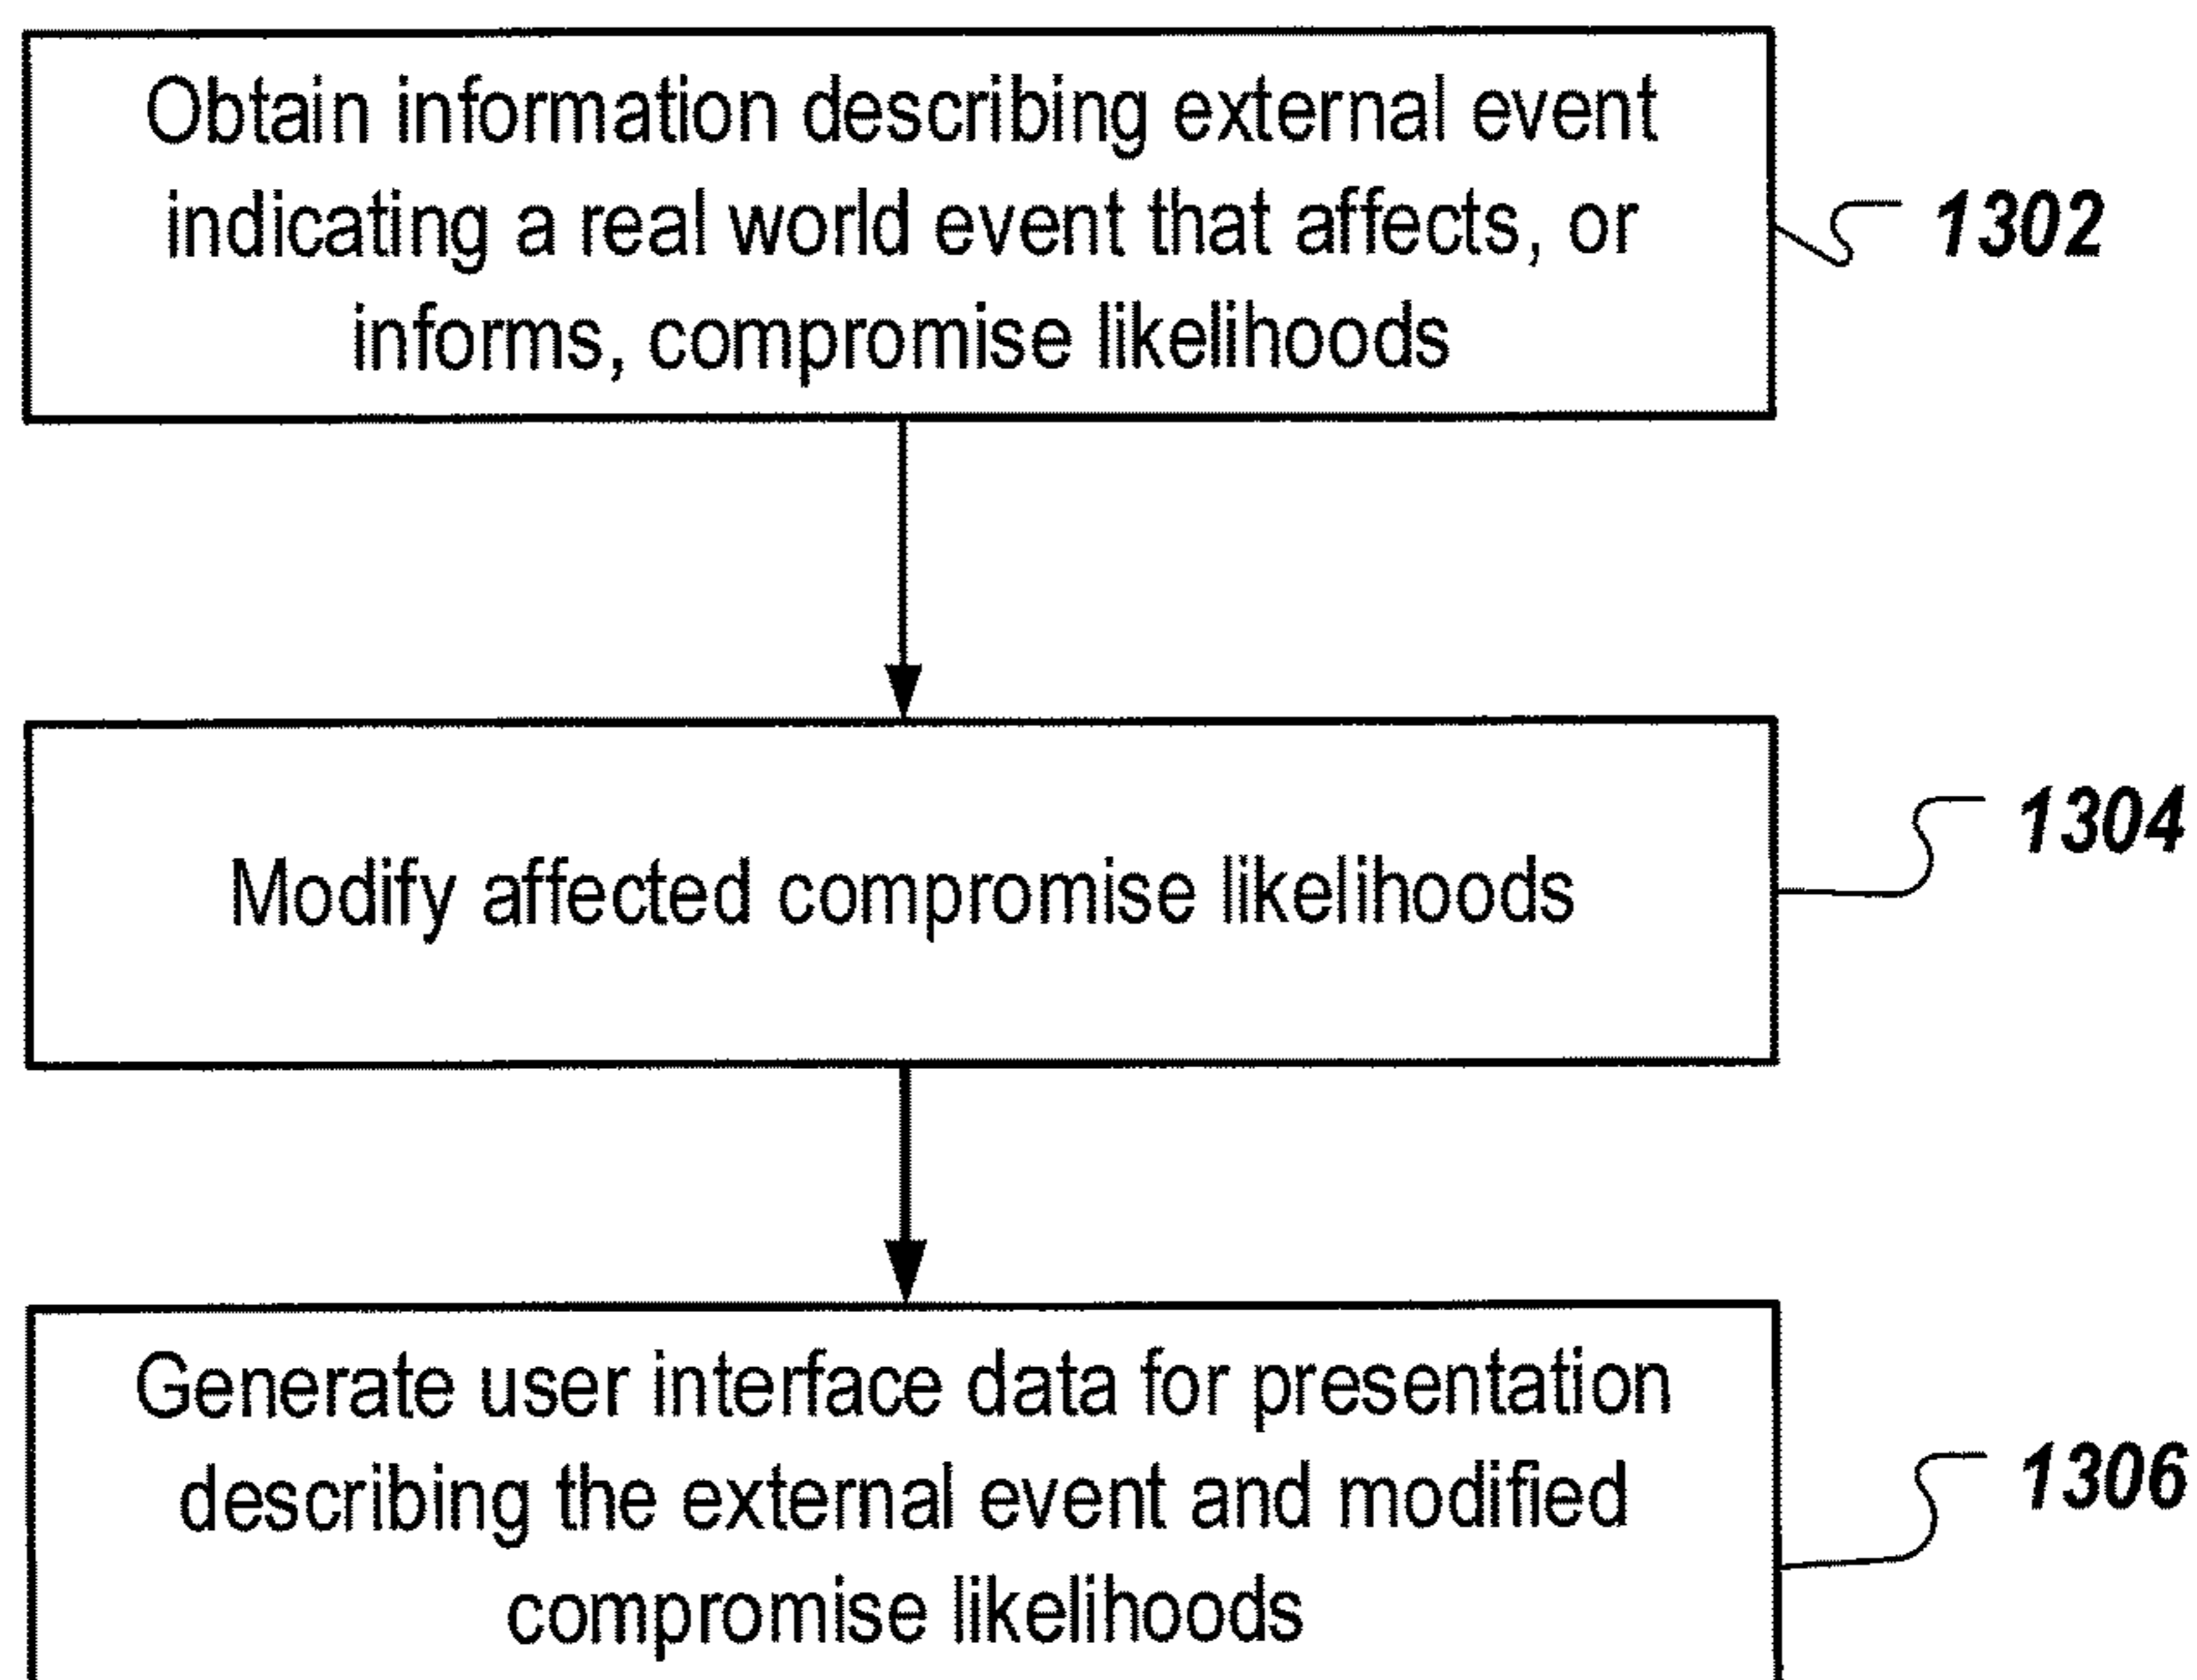 Obtain information describing external event
indicating a real world event that affects, or
informs, compromise likelihoods
1302
Modify affected compromise likelihoods
1304
Generate user interface data for presentation
describing the external event and modified
compromise likelihoods
1306